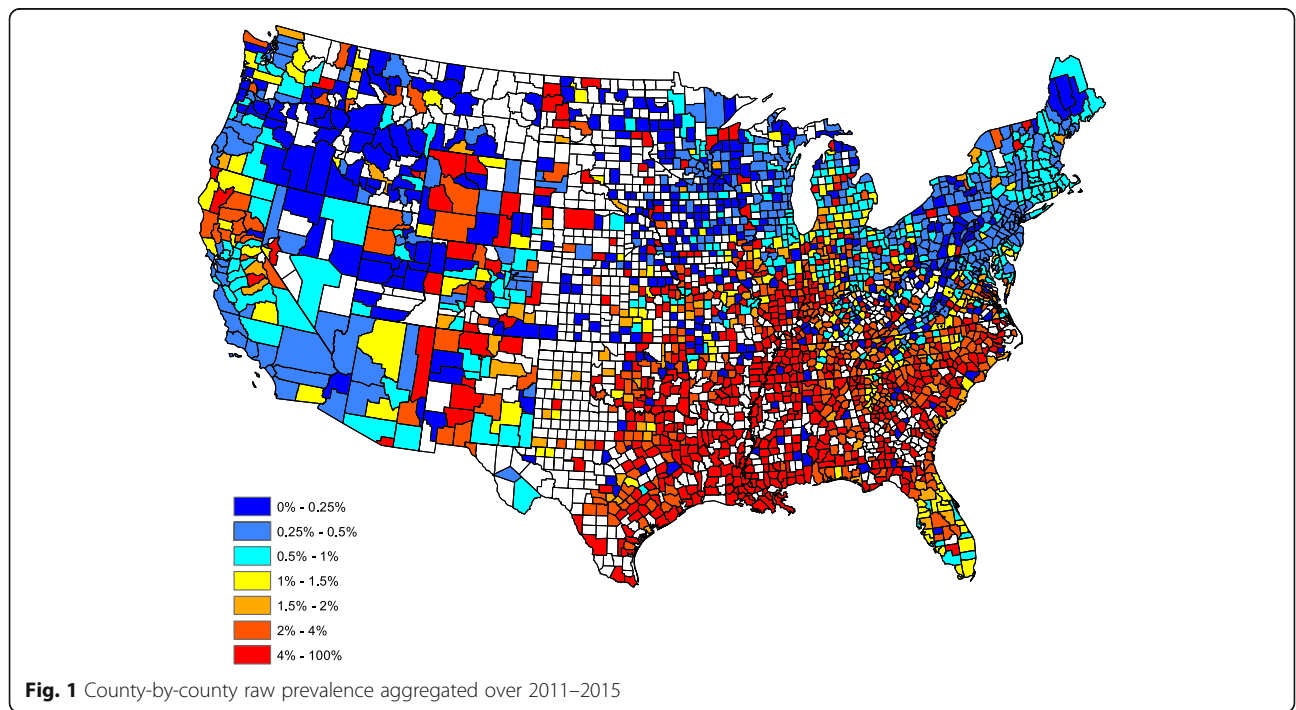 0% - 0.25%
0.25% - 0.5%
0.5% - 1%
1% - 1.5%
1.5% - 2%
2% - 4%
4% - 100%
Fig. 1 County-by-county raw prevalence aggregated over 2011–2015